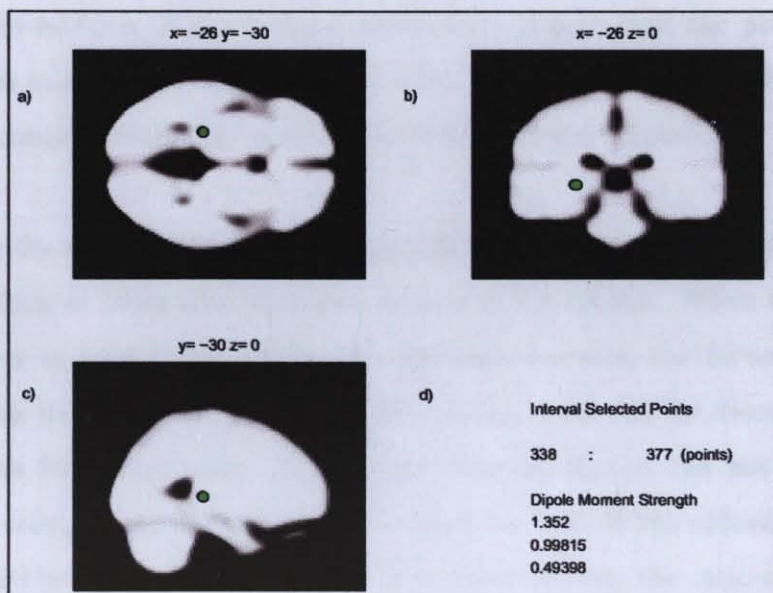 x= −26 y= −30
a)
x= −26 z= 0
b)
y= −30 z= 0
c)
d)
Interval Selected Points
338 : 377 (points)
Dipole Moment Strength
1.352
0.99815
0.49398